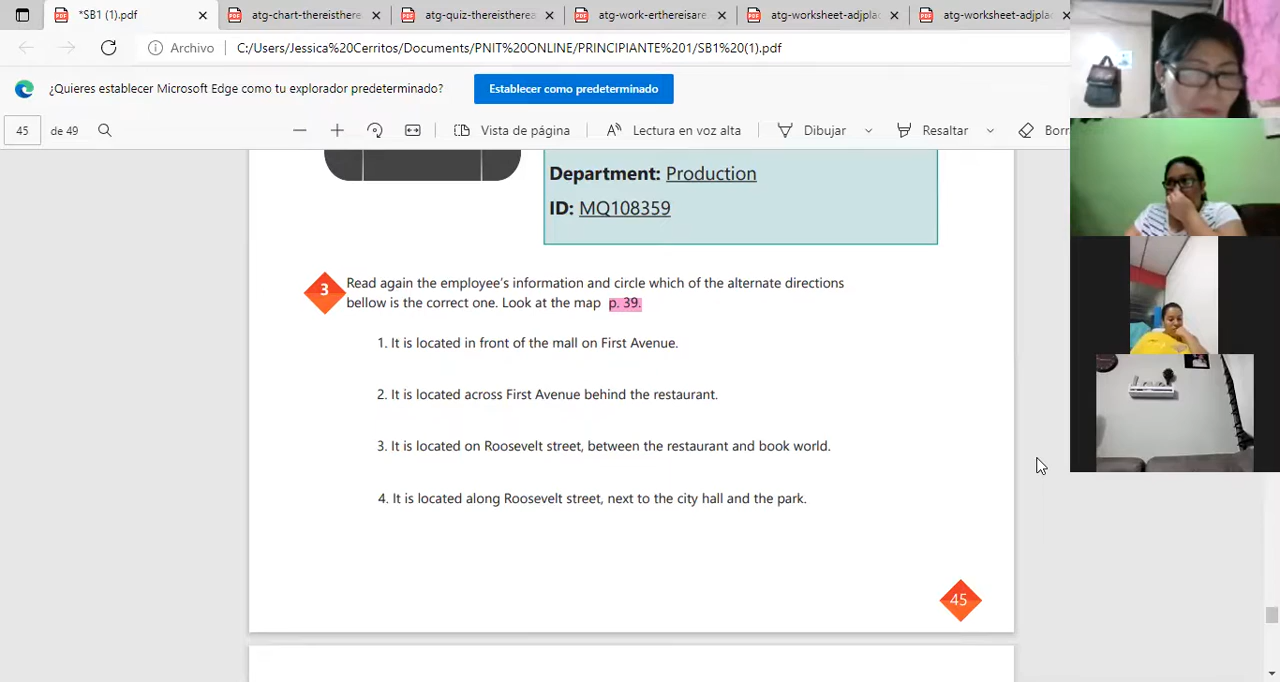 *SB1 (1).pdf
atg-chart-thereisthere
atg-quiz-thereistherea
atg-work-erthereisare
atg-worksheet-adjpla
atg-worksheet-adjplac
Archivo
C:/Users/Jessica%20Cerritos/Documents/PNIT%20ONLINE/PRINCIPIANTE%201/SB1%20(1).pdf
¿Quieres establecer Microsoft Edge como tu explorador predeterminado?
Establecer como predeterminado
45 de 49
Vista de página
Lectura en voz alta
Dibujar
Resaltar
Borr
Department: Production
ID: MQ108359
3
Read again the employee's information and circle which of the alternate directions
bellow is the correct one. Look at the map p. 39.
1. It is located in front of the mall on First Avenue.
2. It is located across First Avenue behind the restaurant.
3. It is located on Roosevelt street, between the restaurant and book world.
4. It is located along Roosevelt street, next to the city hall and the park.
45